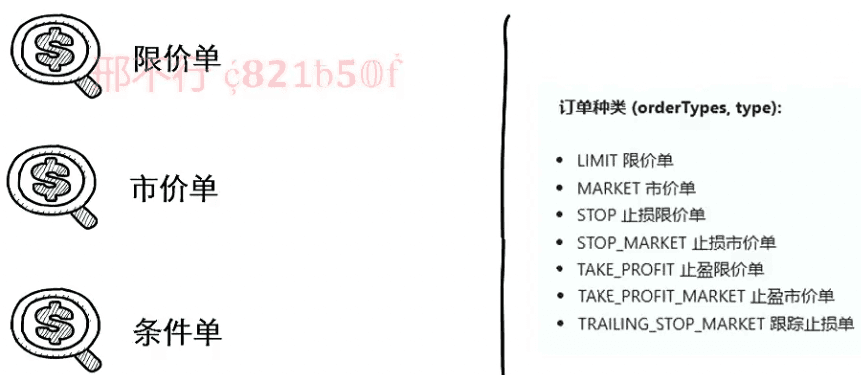 限价单
邢不行
市价单
条件单
订单种类 (orderTypes, type):
• LIMIT 限价单
• MARKET 市价单
• STOP 止损限价单
• STOP_MARKET 止损市价单
• TAKE_PROFIT 止盈限价单
• TAKE_PROFIT_MARKET 止盈市价单
• TRAILING_STOP_MARKET 跟踪止损单